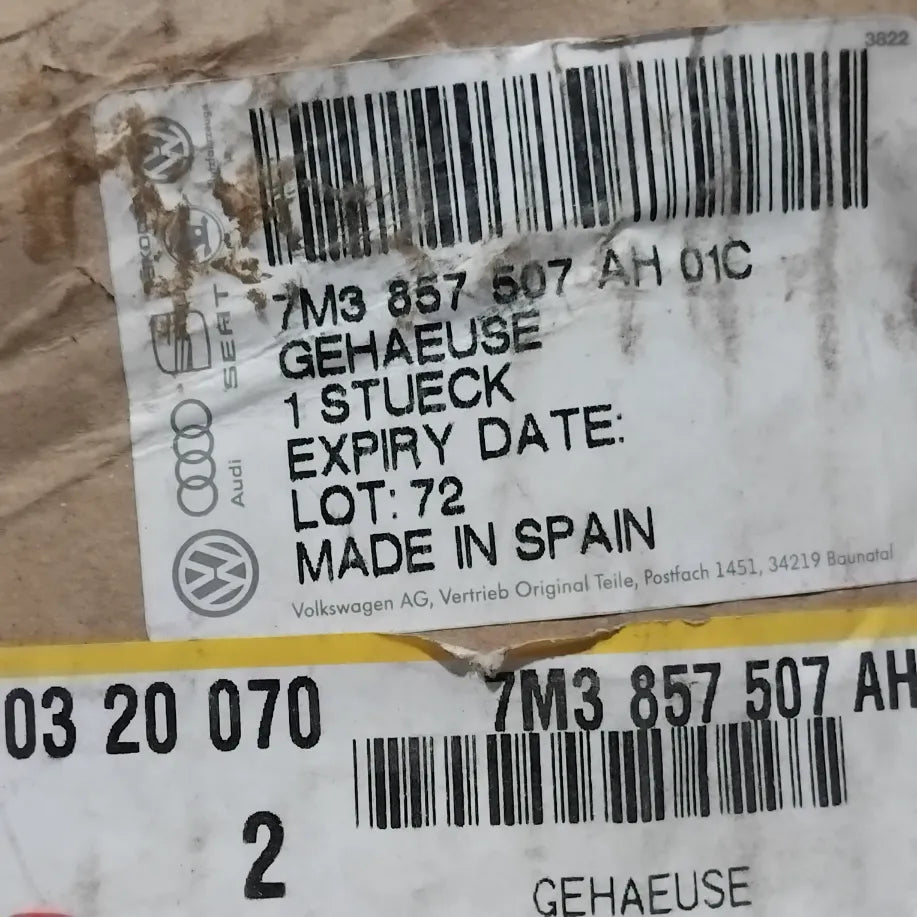 3822
7M3 857 507 AH 01C
GEHAEUSE
1 STUECK
EXPIRY DATE:
LOT: 72
MADE IN SPAIN
Volkswagen AG, Vertrieb Original Teile, Postfach 1451, 34219 Baunatal
SEAT
Audi
03 20 070
7M3 857 507 AH
2
GEHAEUSE